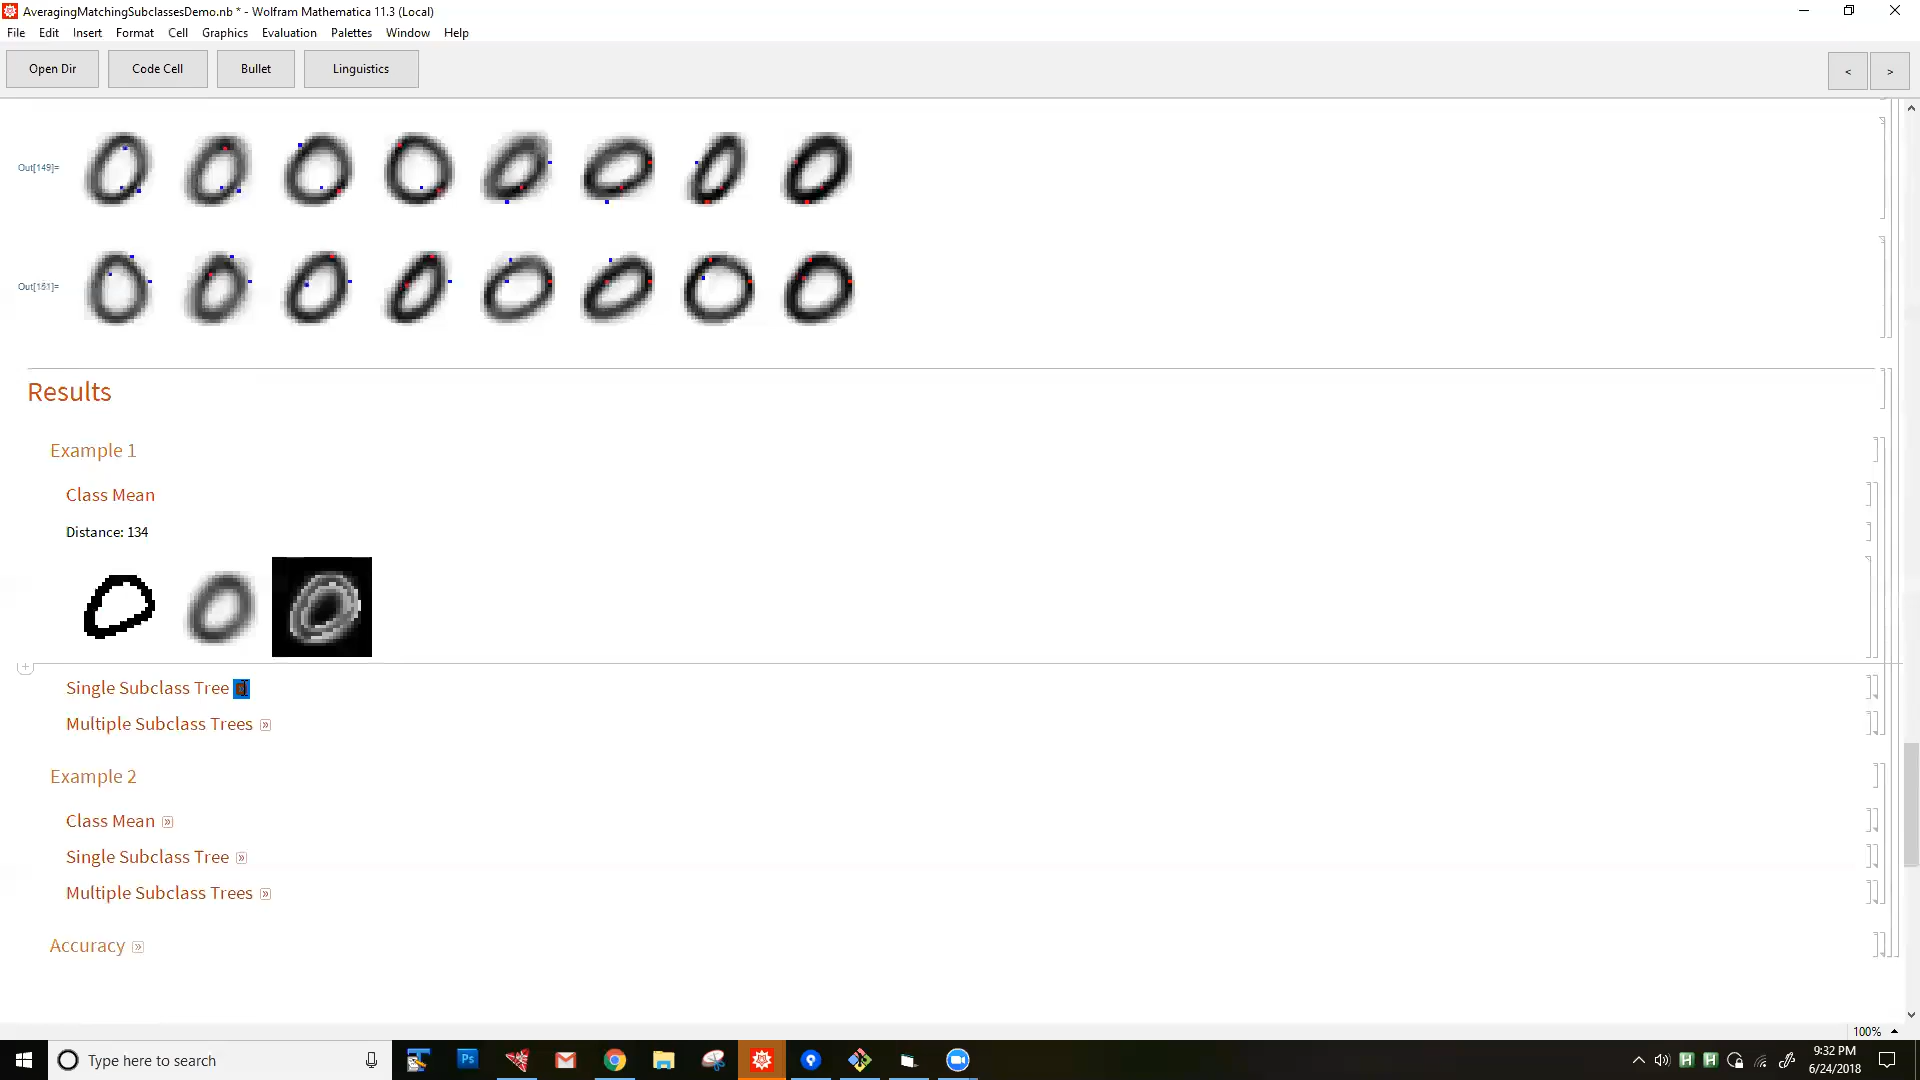 AveragingMatchingSubclassesDemo.nb * - Wolfram Mathematica 11.3 (Local)
File Edit Insert Format Cell Graphics Evaluation Palettes Window Help
Open Dir Code Cell Bullet Linguistics < >
Out[149]=
Out[151]=
Results
Example 1
Class Mean
Distance: 134
Single Subclass Tree
Multiple Subclass Trees »
Example 2
Class Mean »
Single Subclass Tree »
Multiple Subclass Trees »
Accuracy »
100%
Type here to search
9:32 PM
6/24/2018